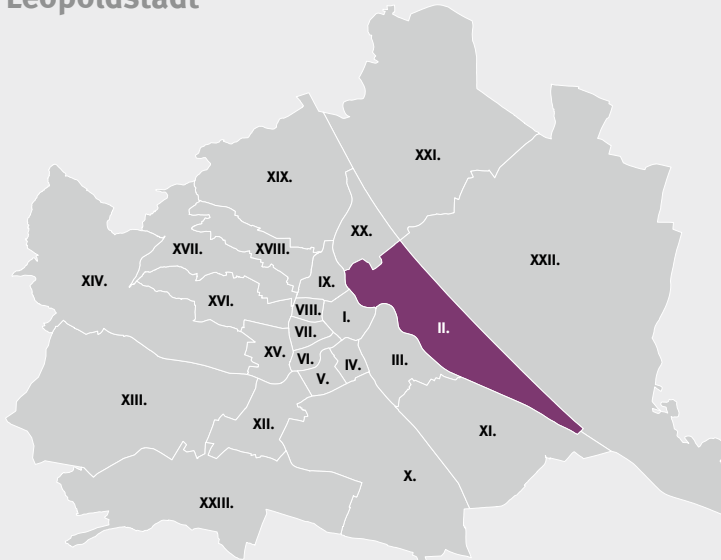 Leopoldstadt
XXI.
XIX.
XX.
XVII.
XVIII.
XXII.
XIV.
IX.
XVI.
VIII.
I.
II.
VII.
XV.
VI.
IV.
III.
V.
XIII.
XII.
XI.
X.
XXIII.